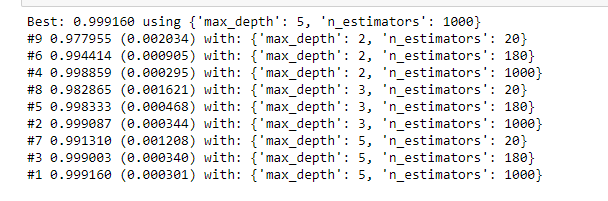 Best: 0.999160 using {'max_depth': 5, 'n_estimators': 1000}
#9 0.977955 (0.002034) with: {'max_depth': 2, 'n_estimators': 20}
#6 0.994414 (0.000905) with: {'max_depth': 2, 'n_estimators': 180}
#4 0.998859 (0.000295) with: {'max_depth': 2, 'n_estimators': 1000}
#8 0.982865 (0.001621) with: {'max_depth': 3, 'n_estimators': 20}
#5 0.998333 (0.000468) with: {'max_depth': 3, 'n_estimators': 180}
#2 0.999087 (0.000344) with: {'max_depth': 3, 'n_estimators': 1000}
#7 0.991310 (0.001208) with: {'max_depth': 5, 'n_estimators': 20}
#3 0.999003 (0.000340) with: {'max_depth': 5, 'n_estimators': 180}
#1 0.999160 (0.000301) with: {'max_depth': 5, 'n_estimators': 1000}